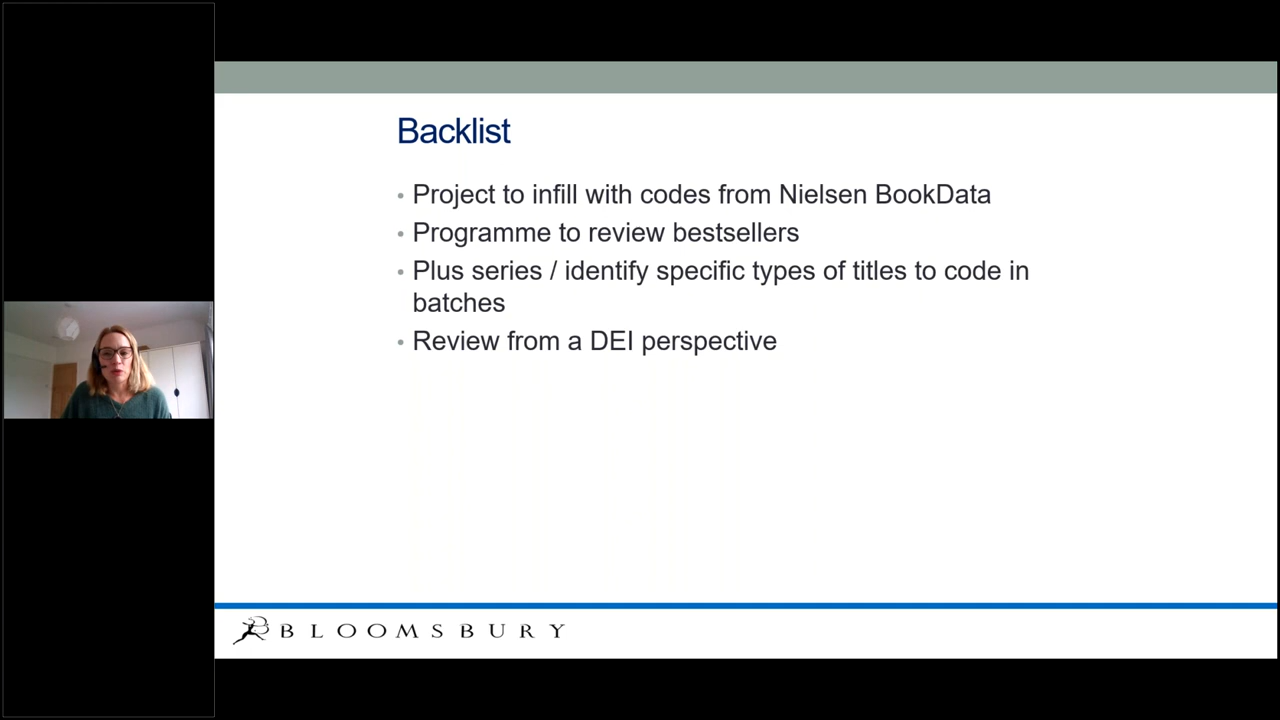 Backlist
• Project to infill with codes from Nielsen BookData
• Programme to review bestsellers
• Plus series / identify specific types of titles to code in
batches
• Review from a DEI perspective
BLOOMSBURY